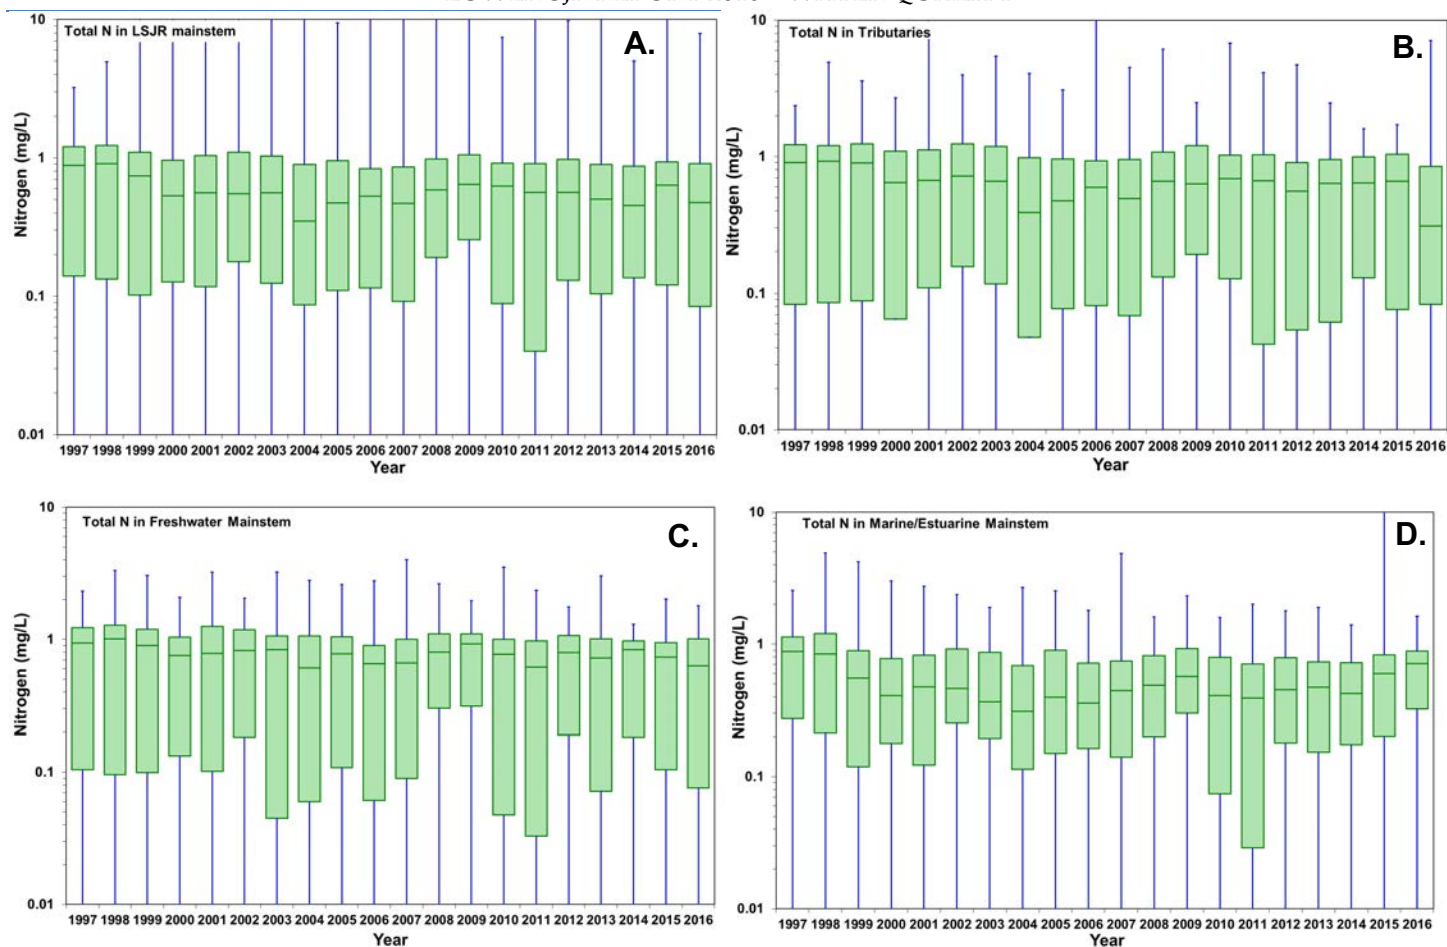 Total N in LSJR mainstem
A.
10
1
0.1
0.01
Nitrogen (mg/L)
1997 1998 1999 2000 2001 2002 2003 2004 2005 2006 2007 2008 2009 2010 2011 2012 2013 2014 2015 2016
Year
Total N in Tributaries
B.
10
1
0.1
0.01
Nitrogen (mg/L)
1997 1998 1999 2000 2001 2002 2003 2004 2005 2006 2007 2008 2009 2010 2011 2012 2013 2014 2015 2016
Year
Total N in Freshwater Mainstem
C.
10
1
0.1
0.01
Nitrogen (mg/L)
1997 1998 1999 2000 2001 2002 2003 2004 2005 2006 2007 2008 2009 2010 2011 2012 2013 2014 2015 2016
Year
Total N in Marine/Estuarine Mainstem
D.
10
1
0.1
0.01
Nitrogen (mg/L)
1997 1998 1999 2000 2001 2002 2003 2004 2005 2006 2007 2008 2009 2010 2011 2012 2013 2014 2015 2016
Year